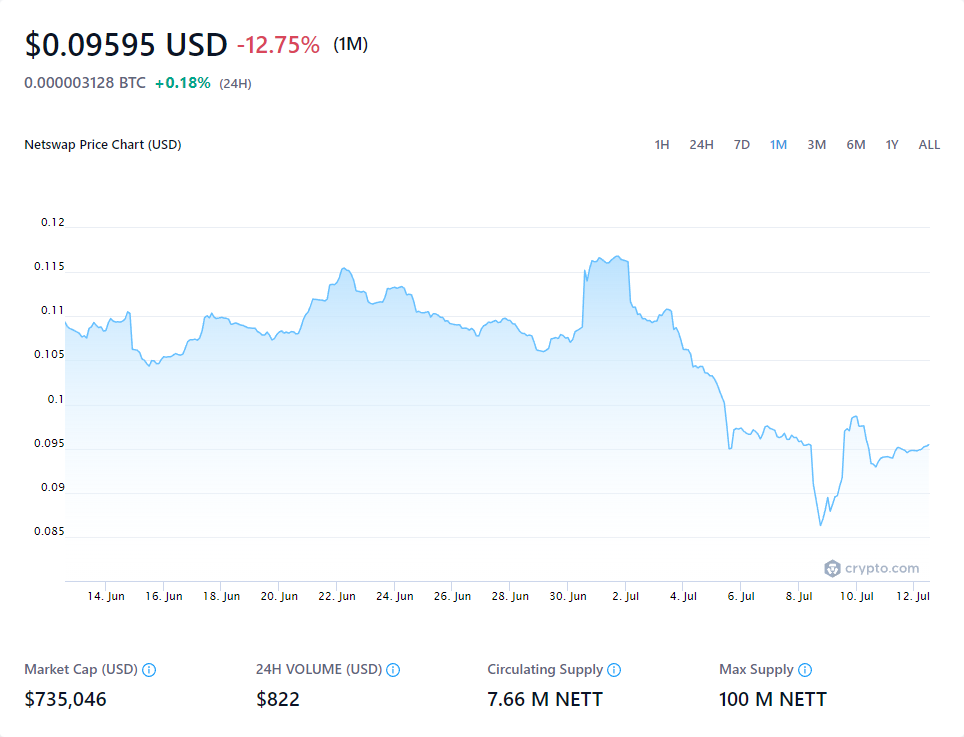 $0.09595 USD -12.75% (1M)
0.000003128 BTC +0.18% (24H)
Netswap Price Chart (USD) 1H 24H 7D 1M 3M 6M 1Y ALL
0.12
0.115
0.11
0.105
0.1
0.095
0.09
0.085
crypto.com
14. Jun 16. Jun 18. Jun 20. Jun 22. Jun 24. Jun 26. Jun 28. Jun 30. Jun 2. Jul 4. Jul 6. Jul 8. Jul 10. Jul 12. Jul
Market Cap (USD) 24H VOLUME (USD) Circulating Supply Max Supply
$735,046 $822 7.66 M NETT 100 M NETT